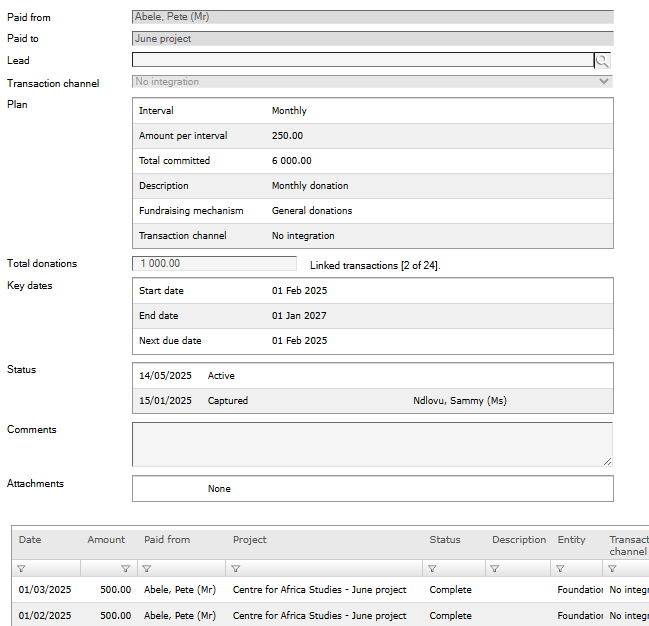 Paid from Abele, Pete (Mr)
Paid to June project
Lead
Transaction channel No integration
Plan
Interval Monthly
Amount per interval 250.00
Total committed 6 000.00
Description Monthly donation
Fundraising mechanism General donations
Transaction channel No integration
Total donations 1 000.00 Linked transactions [2 of 24].
Key dates
Start date 01 Feb 2025
End date 01 Jan 2027
Next due date 01 Feb 2025
Status
14/05/2025 Active
15/01/2025 Captured Ndlovu, Sammy (Ms)
Comments
Attachments
None
Date Amount Paid from Project Status Description Entity Transact
channel
01/03/2025 500.00 Abele, Pete (Mr) Centre for Africa Studies - June project Complete Foundation No integr
01/02/2025 500.00 Abele, Pete (Mr) Centre for Africa Studies - June project Complete Foundation No integr